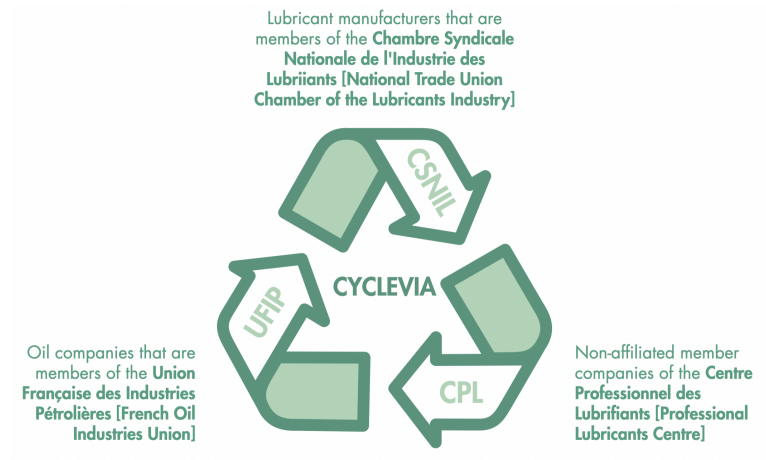 Lubricant manufacturers that are
members of the Chambre Syndicale
Nationale de l'Industrie des
Lubriiants [National Trade Union
Chamber of the Lubricants Industry]
CSNIL
CYCLEVIA
UFIP
CPL
Oil companies that are
members of the Union
Française des Industries
Pétrolières [French Oil
Industries Union]
Non-affiliated member
companies of the Centre
Professionnel des
Lubrifiants [Professional
Lubricants Centre]